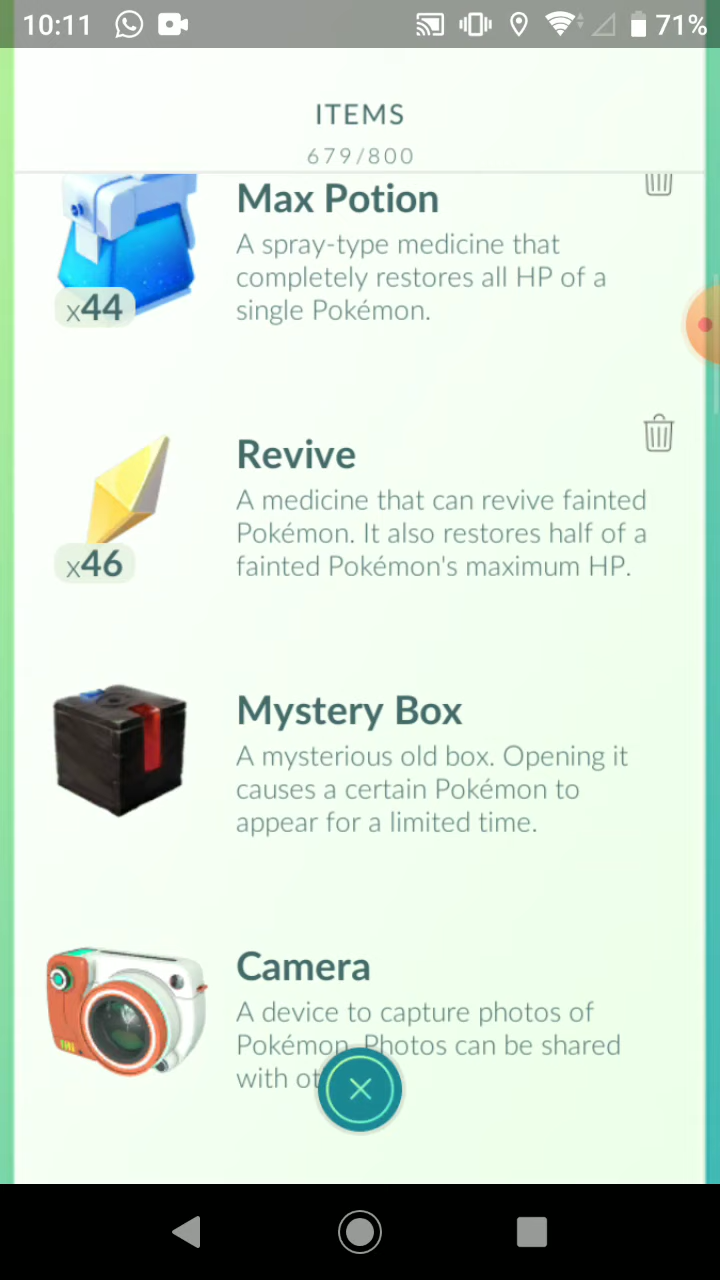 10:11
71%
ITEMS
679/800
Max Potion
A spray-type medicine that
completely restores all HP of a
single Pokémon.
x44
Revive
A medicine that can revive fainted
Pokémon. It also restores half of a
fainted Pokémon's maximum HP.
x46
Mystery Box
A mysterious old box. Opening it
causes a certain Pokémon to
appear for a limited time.
Camera
A device to capture photos of
Pokémon. Photos can be shared
with